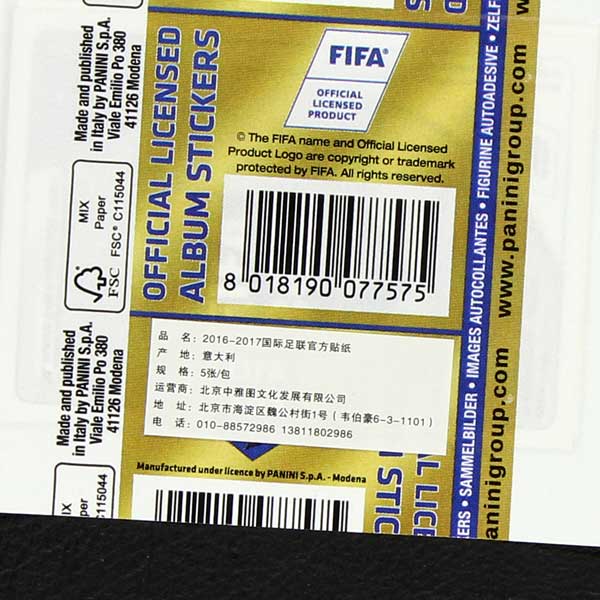 Made and published
in Italy by PANINI S.p.A.
Viale Emilio Po 380
41126 Modena
MIX
Paper
FSC® C115044
FSC
Made and published
in Italy by PANINI S.p.A.
Viale Emilio Po 380
41126 Modena
MIX
Paper
C115044
OFFICIAL LICENSED
ALBUM STICKERS
FIFA®
OFFICIAL
LICENSED
PRODUCT
© The FIFA name and Official Licensed
Product Logo are copyright or trademark
protected by FIFA. All rights reserved.
8 018190 077575
品 名：2016-2017国际足联官方贴纸
产 地：意大利
规 格：5张/包
运营商：北京中雅图文化发展有限公司
地 址：北京市海淀区魏公村街1号（韦伯豪6-3-1101）
电 话：010-88572986 13811802986
Manufactured under licence by PANINI S.p.A. - Modena
SAMMELBILDER • IMAGES AUTOCOLLANTES • FIGURINE AUTOADESIVE •
www.paninigroup.com
paninigroup.com